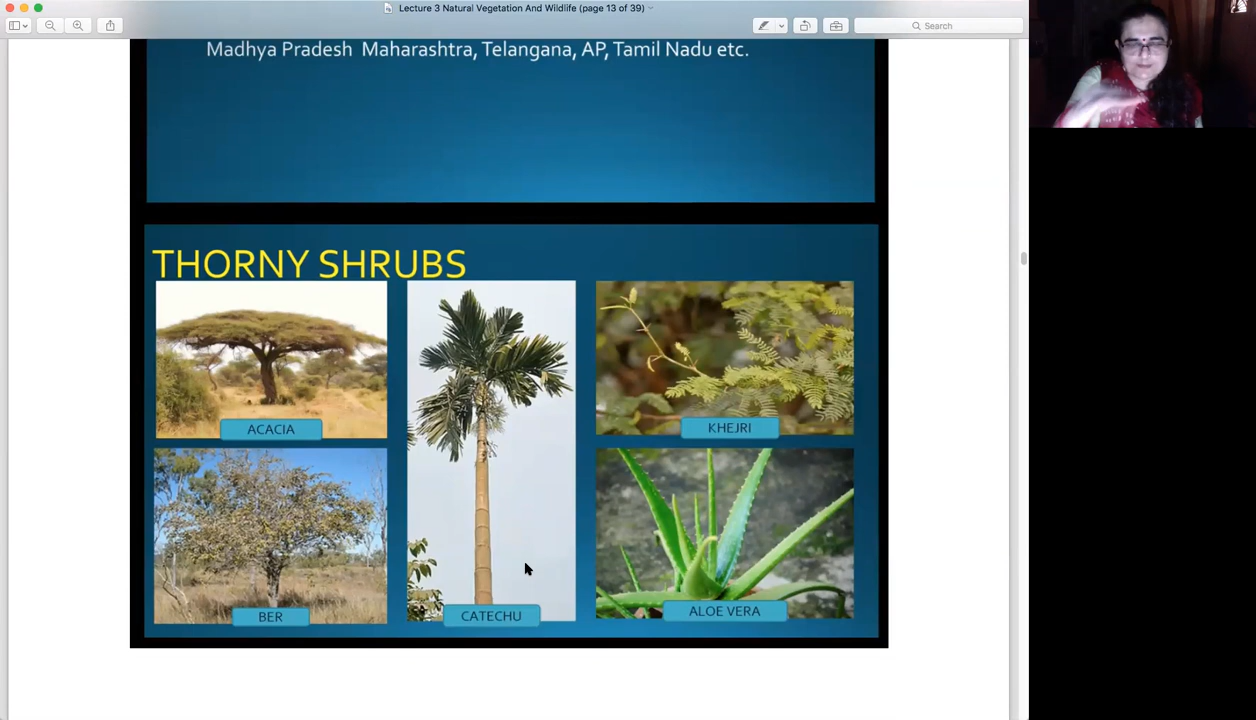 Lecture 3 Natural Vegetation And Wildlife (page 13 of 39)
Search
Madhya Pradesh Maharashtra, Telangana, AP, Tamil Nadu etc.
THORNY SHRUBS
ACACIA
KHEJRI
BER
CATECHU
ALOE VERA